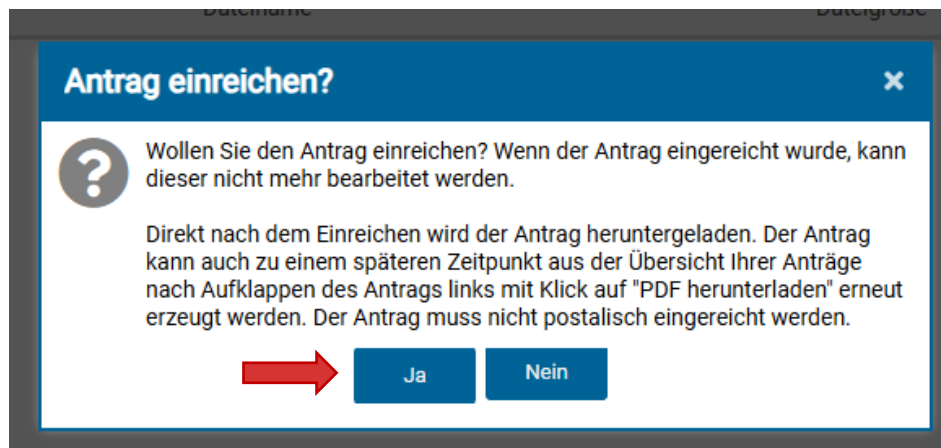 Dateiname Dateigröße
Antrag einreichen? ×
Wollen Sie den Antrag einreichen? Wenn der Antrag eingereicht wurde, kann
dieser nicht mehr bearbeitet werden.
Direkt nach dem Einreichen wird der Antrag heruntergeladen. Der Antrag
kann auch zu einem späteren Zeitpunkt aus der Übersicht Ihrer Anträge
nach Aufklappen des Antrags links mit Klick auf "PDF herunterladen" erneut
erzeugt werden. Der Antrag muss nicht postalisch eingereicht werden.
Ja Nein